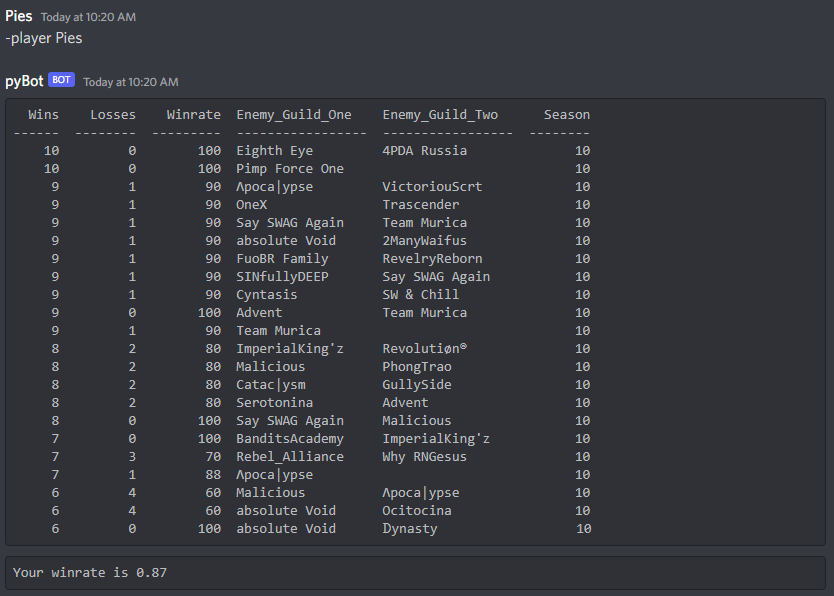 Pies Today at 10:20 AM
-player Pies
pyBot BOT Today at 10:20 AM
Wins Losses Winrate Enemy_Guild_One Enemy_Guild_Two Season
------ -------- --------- ----------------- ----------------- --------
10 0 100 Eighth Eye 4PDA Russia 10
10 0 100 Pimp Force One 10
9 1 90 Λpoca|ypse VictoriouScrt 10
9 1 90 OneX Trascender 10
9 1 90 Say SWAG Again Team Murica 10
9 1 90 absolute Void 2ManyWaifus 10
9 1 90 FuoBR Family RevelryReborn 10
9 1 90 SINfullyDEEP Say SWAG Again 10
9 1 90 Cyntasis SW & Chill 10
9 0 100 Advent Team Murica 10
9 1 90 Team Murica 10
8 2 80 ImperialKing'z Revolutiøn® 10
8 2 80 Malicious PhongTrao 10
8 2 80 Catac|ysm GullySide 10
8 2 80 Serotonina Advent 10
8 0 100 Say SWAG Again Malicious 10
7 0 100 BanditsAcademy ImperialKing'z 10
7 3 70 Rebel_Alliance Why RNGesus 10
7 1 88 Λpoca|ypse 10
6 4 60 Malicious Λpoca|ypse 10
6 4 60 absolute Void Ocitocina 10
6 0 100 absolute Void Dynasty 10
Your winrate is 0.87